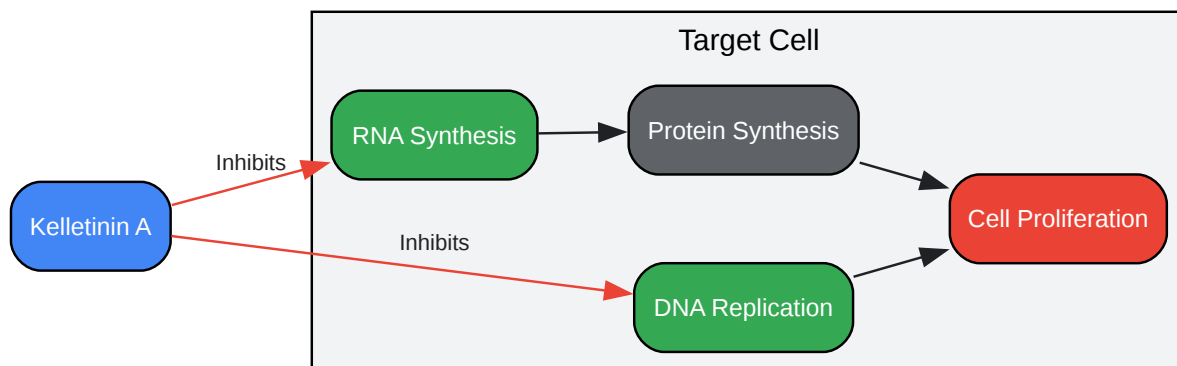 Target Cell
RNA Synthesis
Protein Synthesis
Inhibits
Kelletinin A
Cell Proliferation
Inhibits
DNA Replication